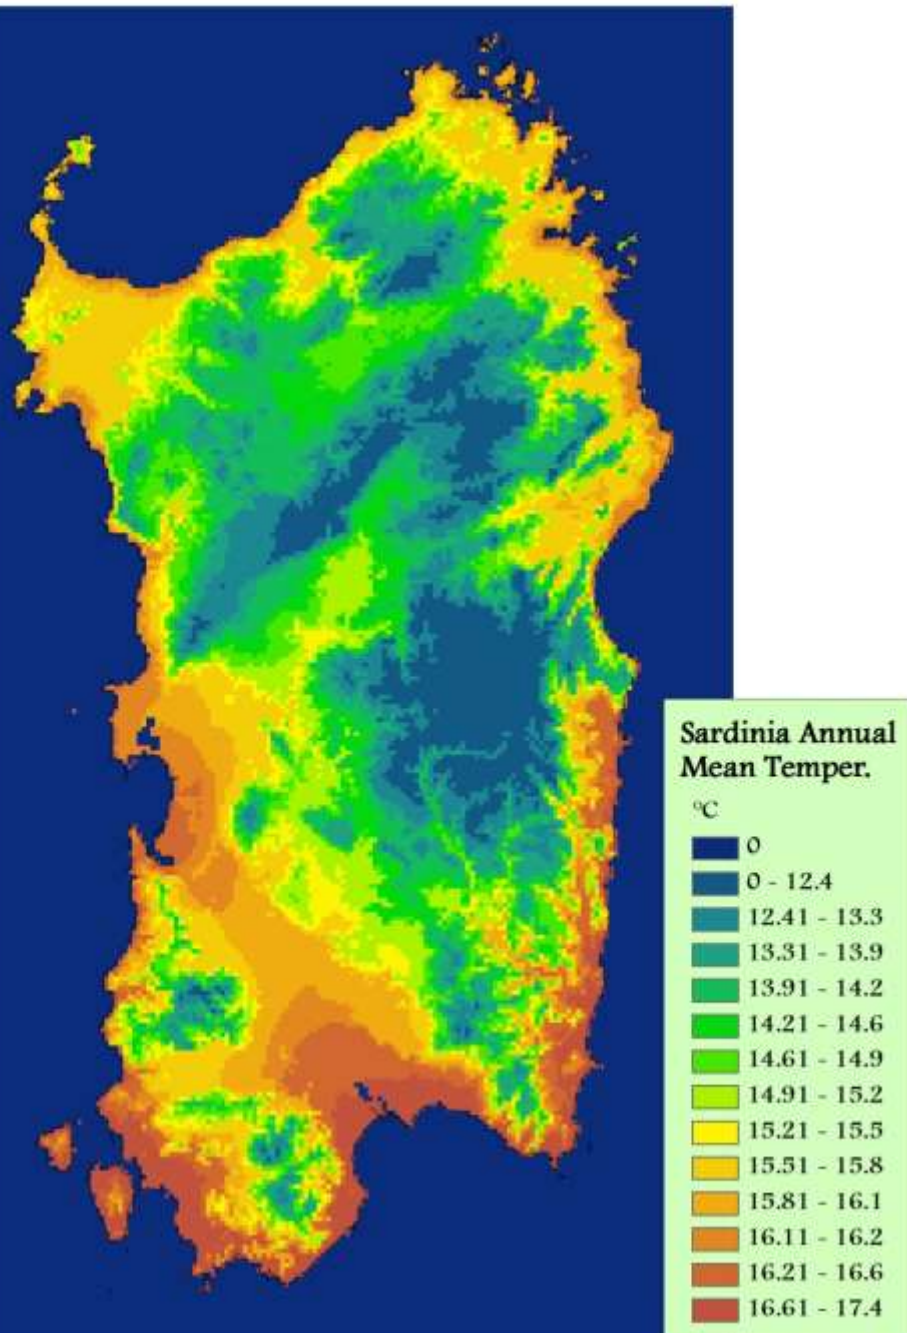 Sardinia Annual
Mean Temper.
°C
0
0 - 12.4
12.41 - 13.3
13.31 - 13.9
13.91 - 14.2
14.21 - 14.6
14.61 - 14.9
14.91 - 15.2
15.21 - 15.5
15.51 - 15.8
15.81 - 16.1
16.11 - 16.2
16.21 - 16.6
16.61 - 17.4